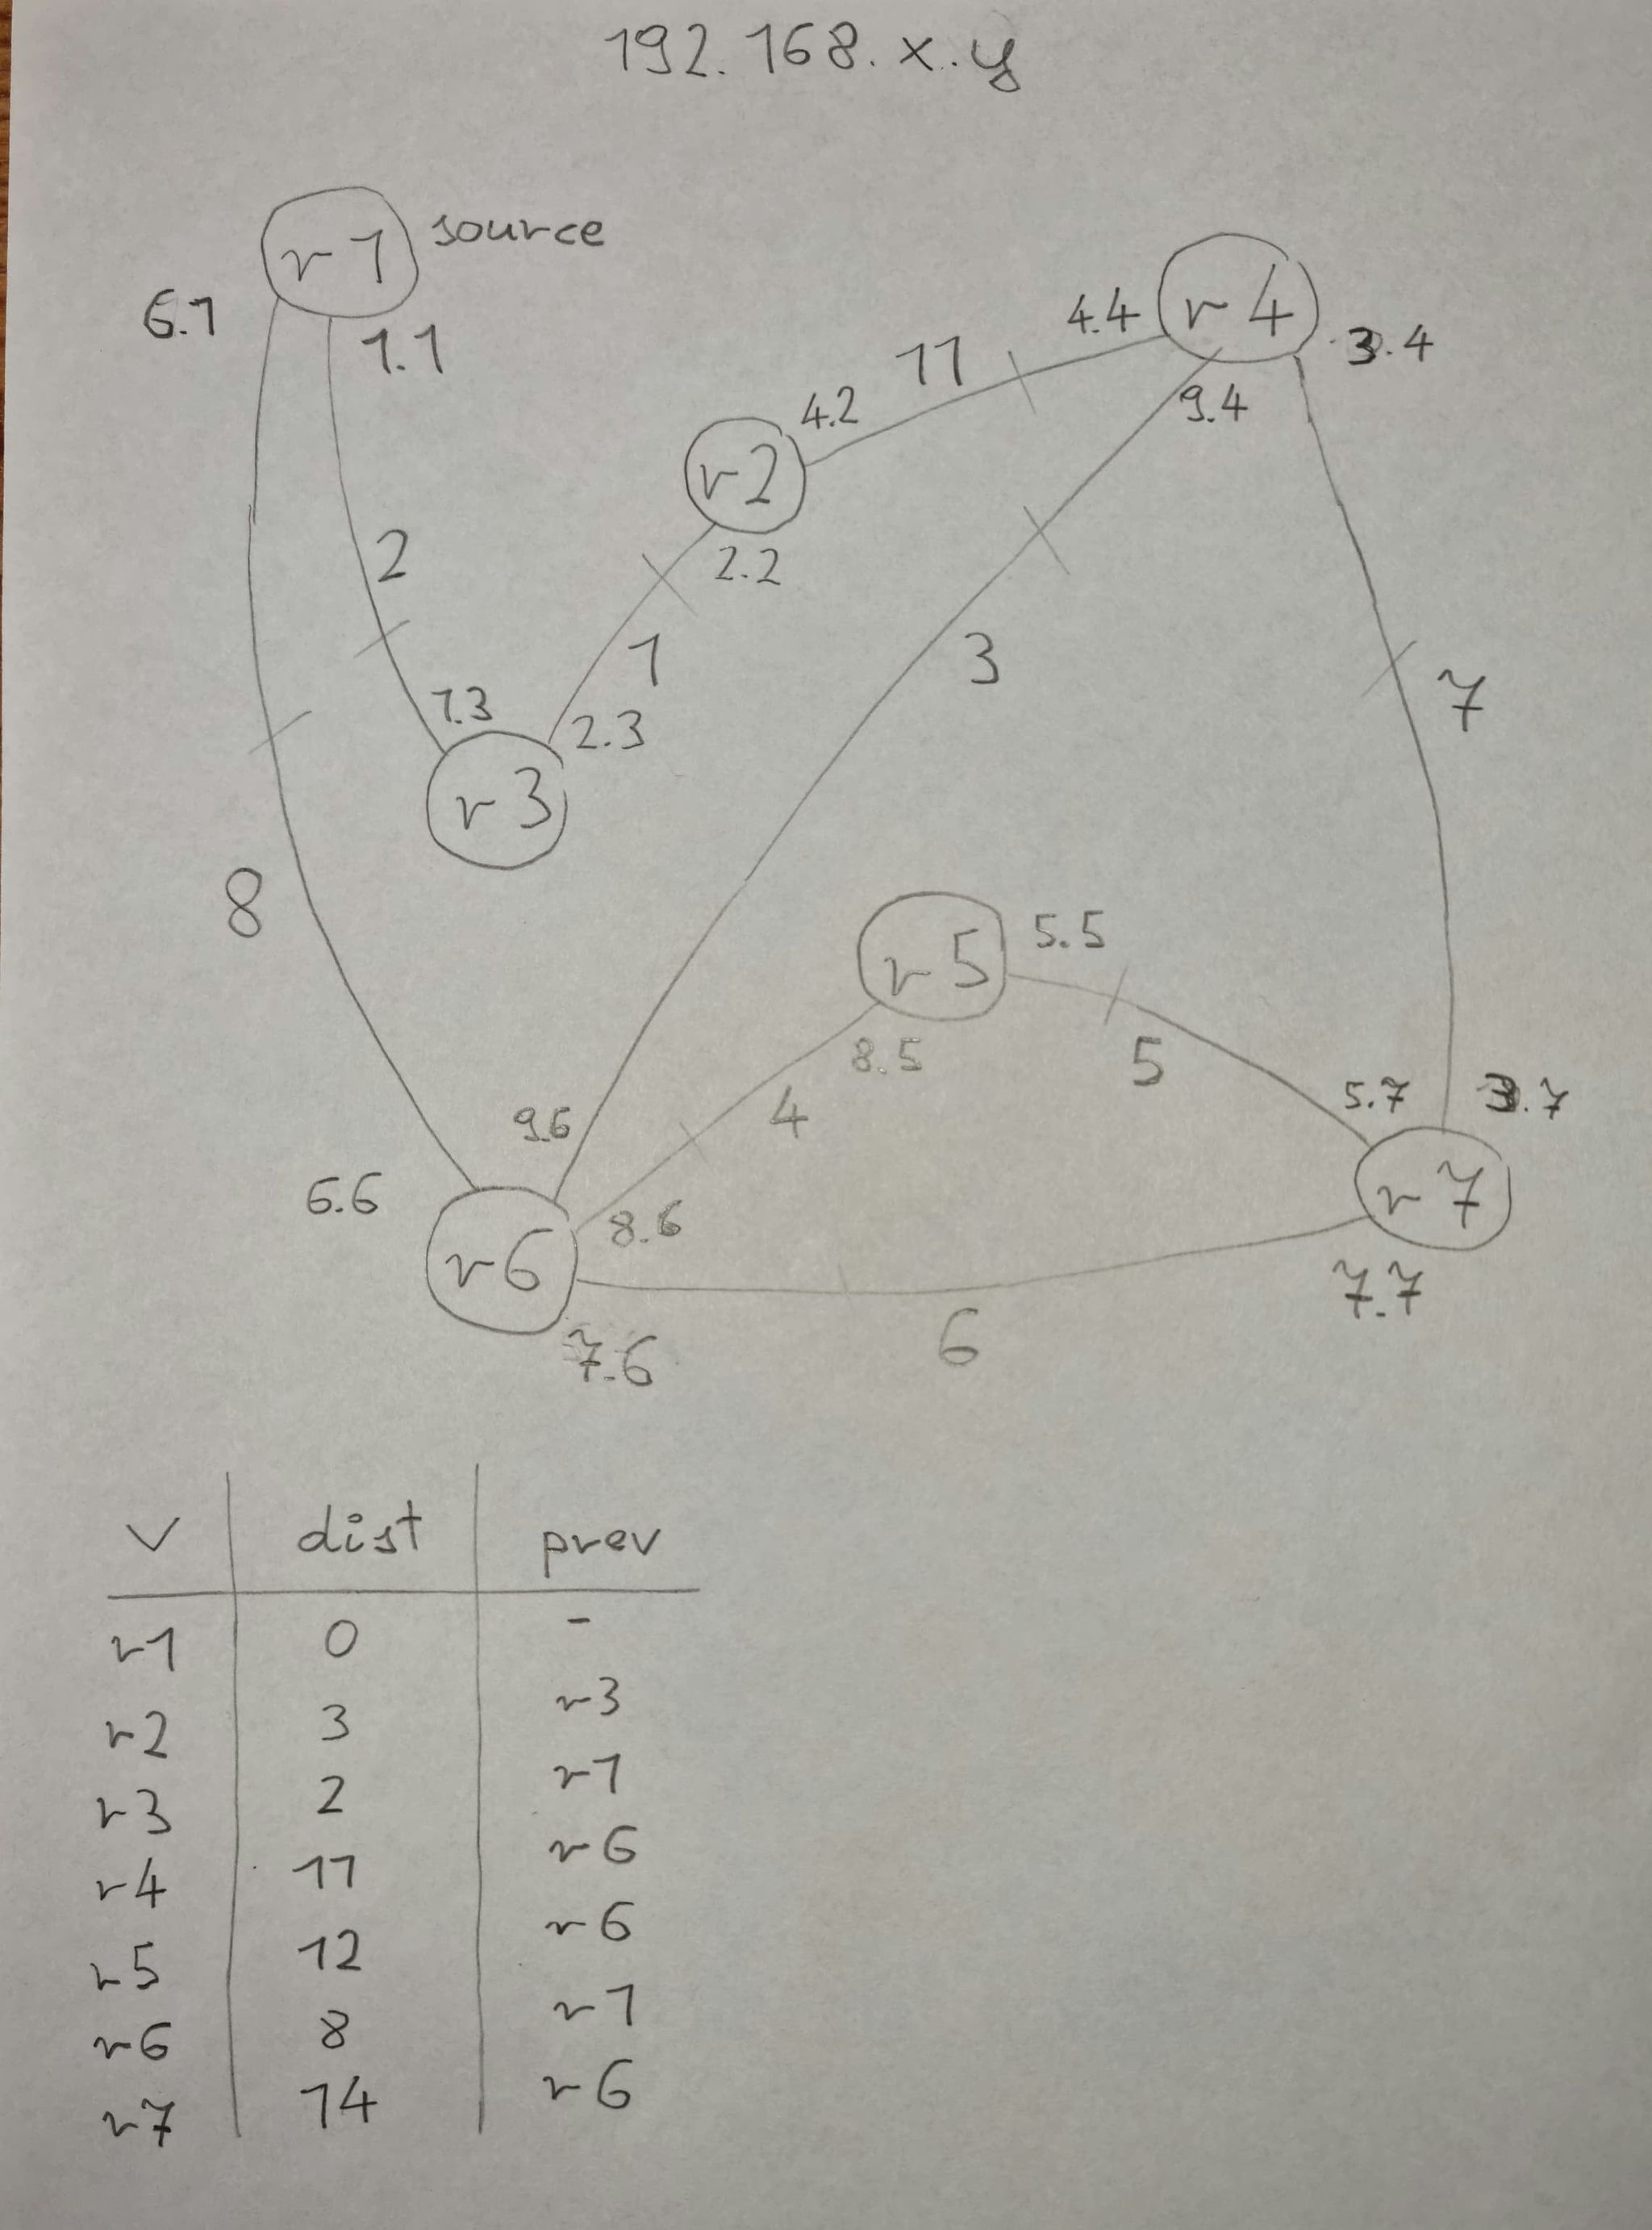 192.168.x.y
r1 source
6.1
1.1
4.4 r4 3.4
11
4.2
9.4
r2
2.2
2
1
3
7
1.3
2.3
r3
8
r5 5.5
8.5
5
4
9.6
5.7 3.7
6.6
8.6
r7
r6
7.7
6
7.6
v dist prev
r1 0 -
r2 3 r3
r3 2 r1
r4 11 r6
r5 12 r6
r6 8 r1
r7 14 r6